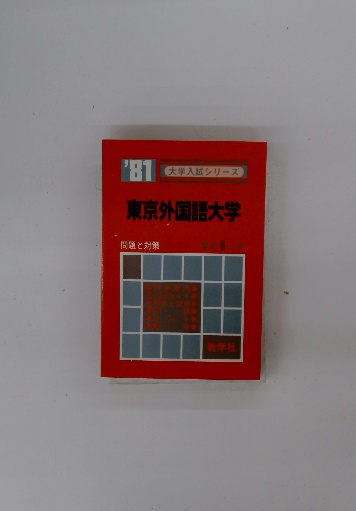 '81
大学入試シリーズ
東京外国語大学
問題と対策
教学社